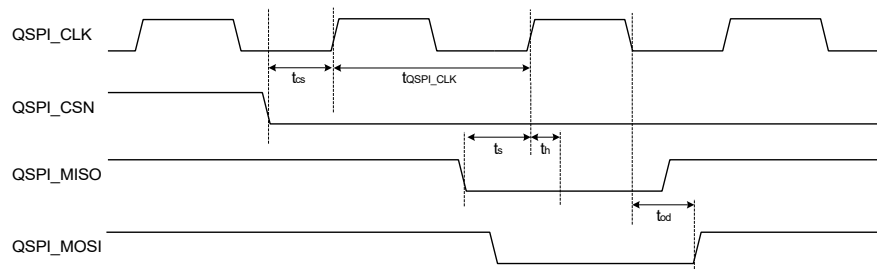 QSPI_CLK
tcs
tQSPI_CLK
QSPI_CSN
ts
th
QSPI_MISO
tod
QSPI_MOSI